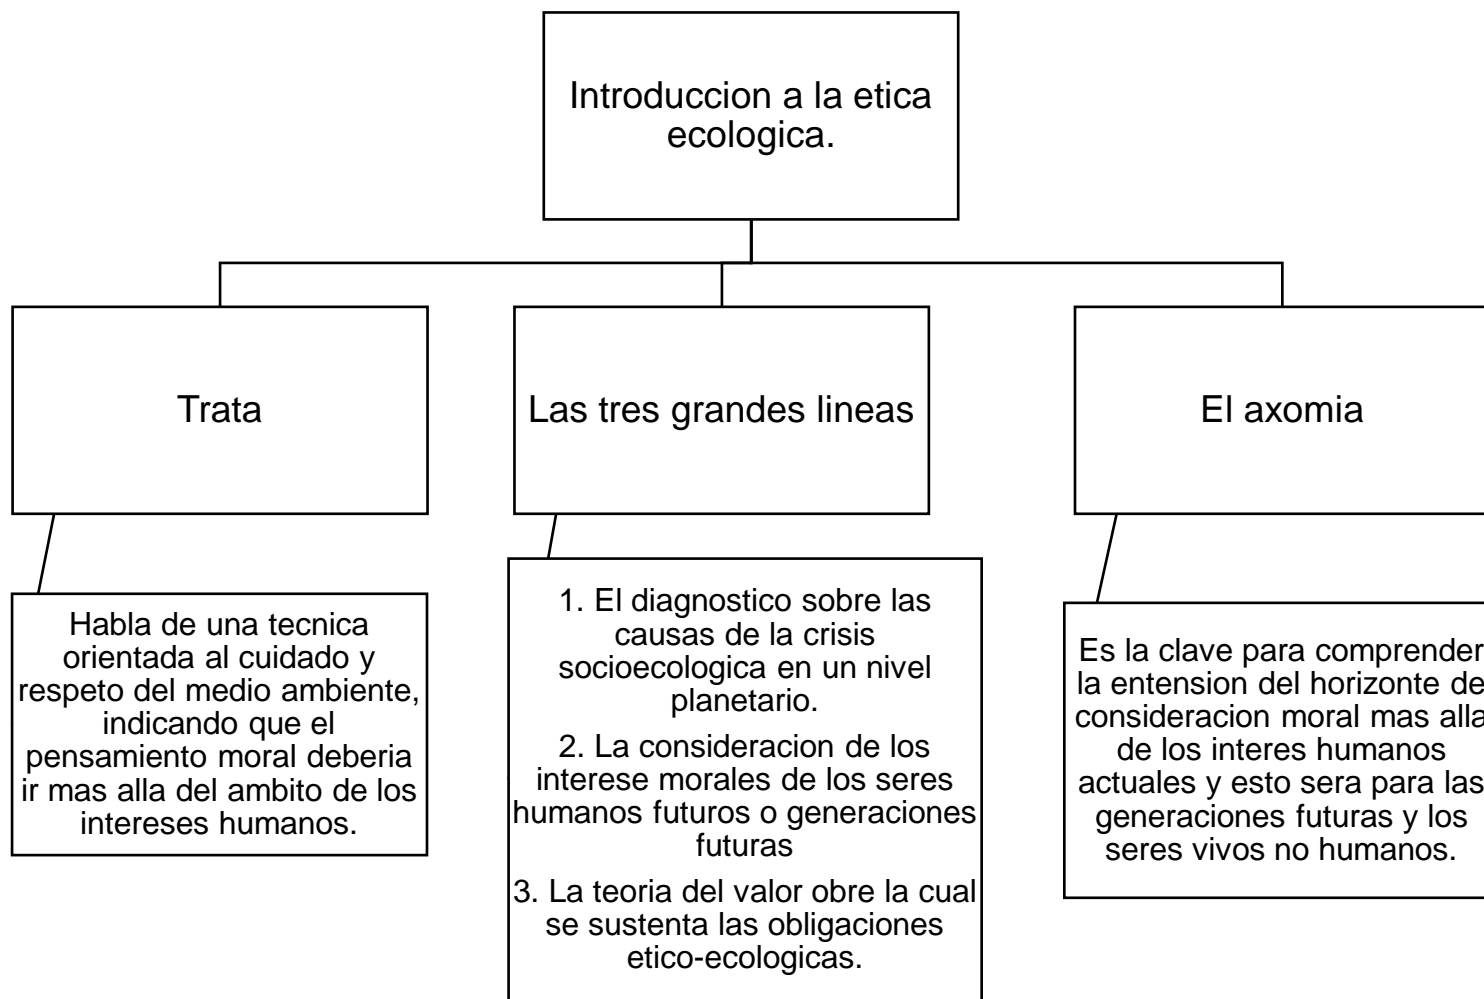 Introduccion a la etica
ecologica.
Trata
Las tres grandes lineas
El axomia
Habla de una tecnica
orientada al cuidado y
respeto del medio ambiente,
indicando que el
pensamiento moral deberia
ir mas alla del ambito de los
intereses humanos.
1. El diagnostico sobre las
causas de la crisis
socioecologica en un nivel
planetario.
2. La consideracion de los
interese morales de los seres
humanos futuros o generaciones
futuras
3. La teoria del valor obre la cual
se sustenta las obligaciones
etico-ecologicas.
Es la clave para comprender
la entension del horizonte de
consideracion moral mas alla
de los interes humanos
actuales y esto sera para las
generaciones futuras y los
seres vivos no humanos.